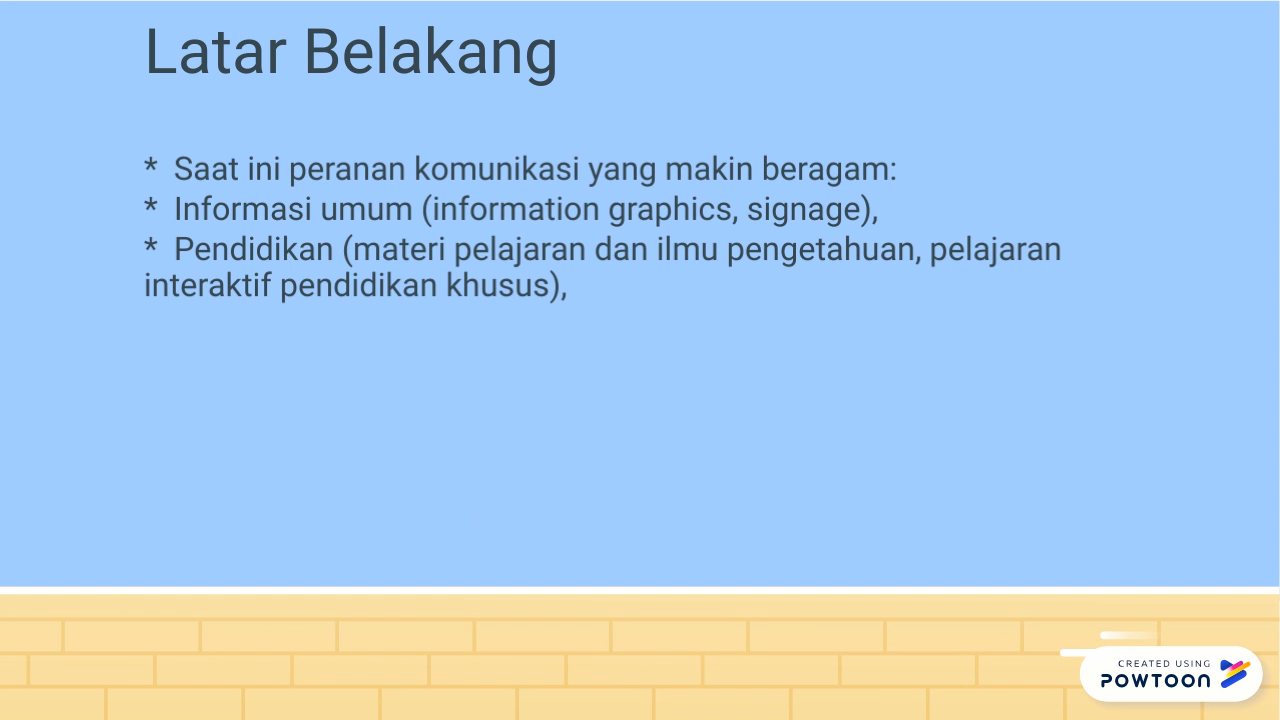 Latar Belakang
* Saat ini peranan komunikasi yang makin beragam:
* Informasi umum (information graphics, signage),
* Pendidikan (materi pelajaran dan ilmu pengetahuan, pelajaran
interaktif pendidikan khusus),
CREATED USING
POWTOON